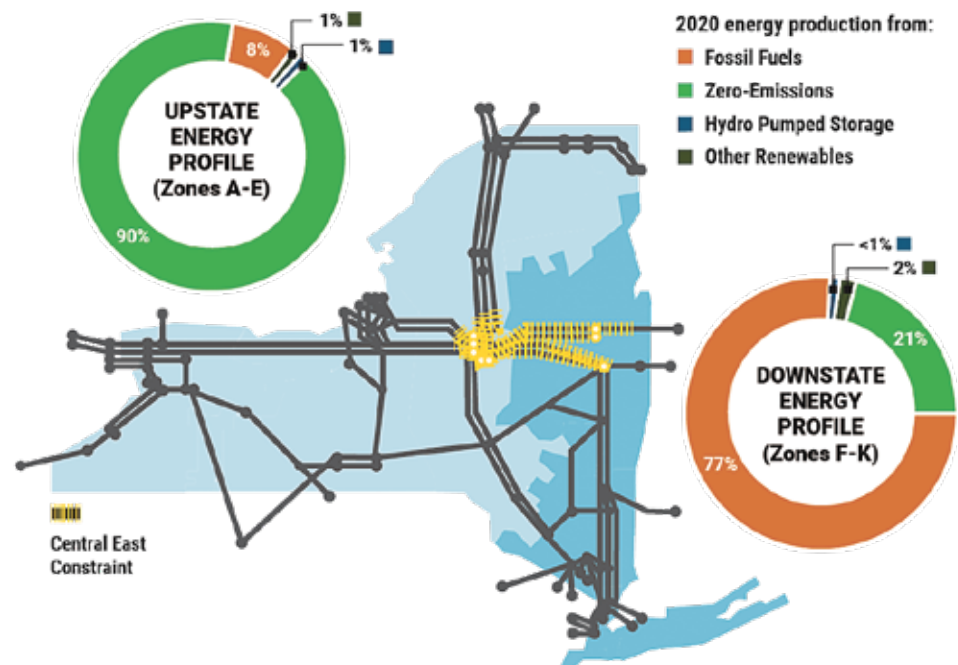 1%
1%
8%
UPSTATE
ENERGY
PROFILE
(Zones A-E)
90%
2020 energy production from:
Fossil Fuels
Zero-Emissions
Hydro Pumped Storage
Other Renewables
<1%
2%
21%
DOWNSTATE
ENERGY
PROFILE
(Zones F-K)
77%
Central East
Constraint